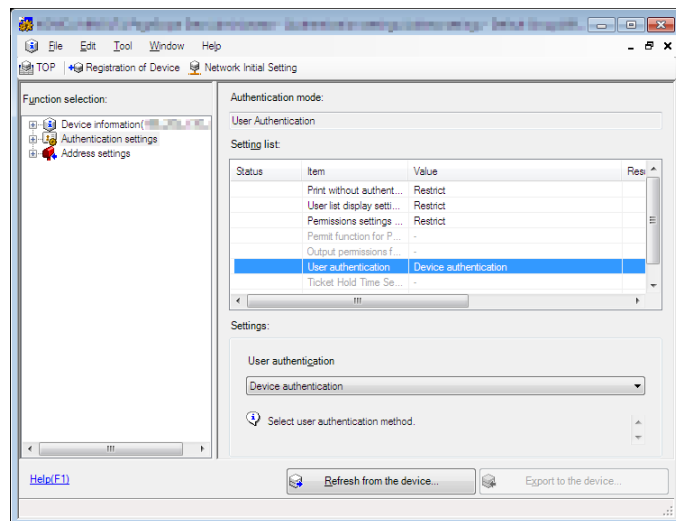 File Edit Tool Window Help
TOP Registration of Device Network Initial Setting
Function selection:
Device information(
Authentication settings
Address settings
Authentication mode:
User Authentication
Setting list:
Status Item Value Res
Print without authent... Restrict
User list display setti... Restrict
Permissions settings ... Restrict
Permit function for P... -
Output permissions f... -
User authentication Device authentication
Ticket Hold Time Se... -
Settings:
User authentication
Device authentication
Select user authentication method.
Help(F1)
Refresh from the device...
Export to the device...